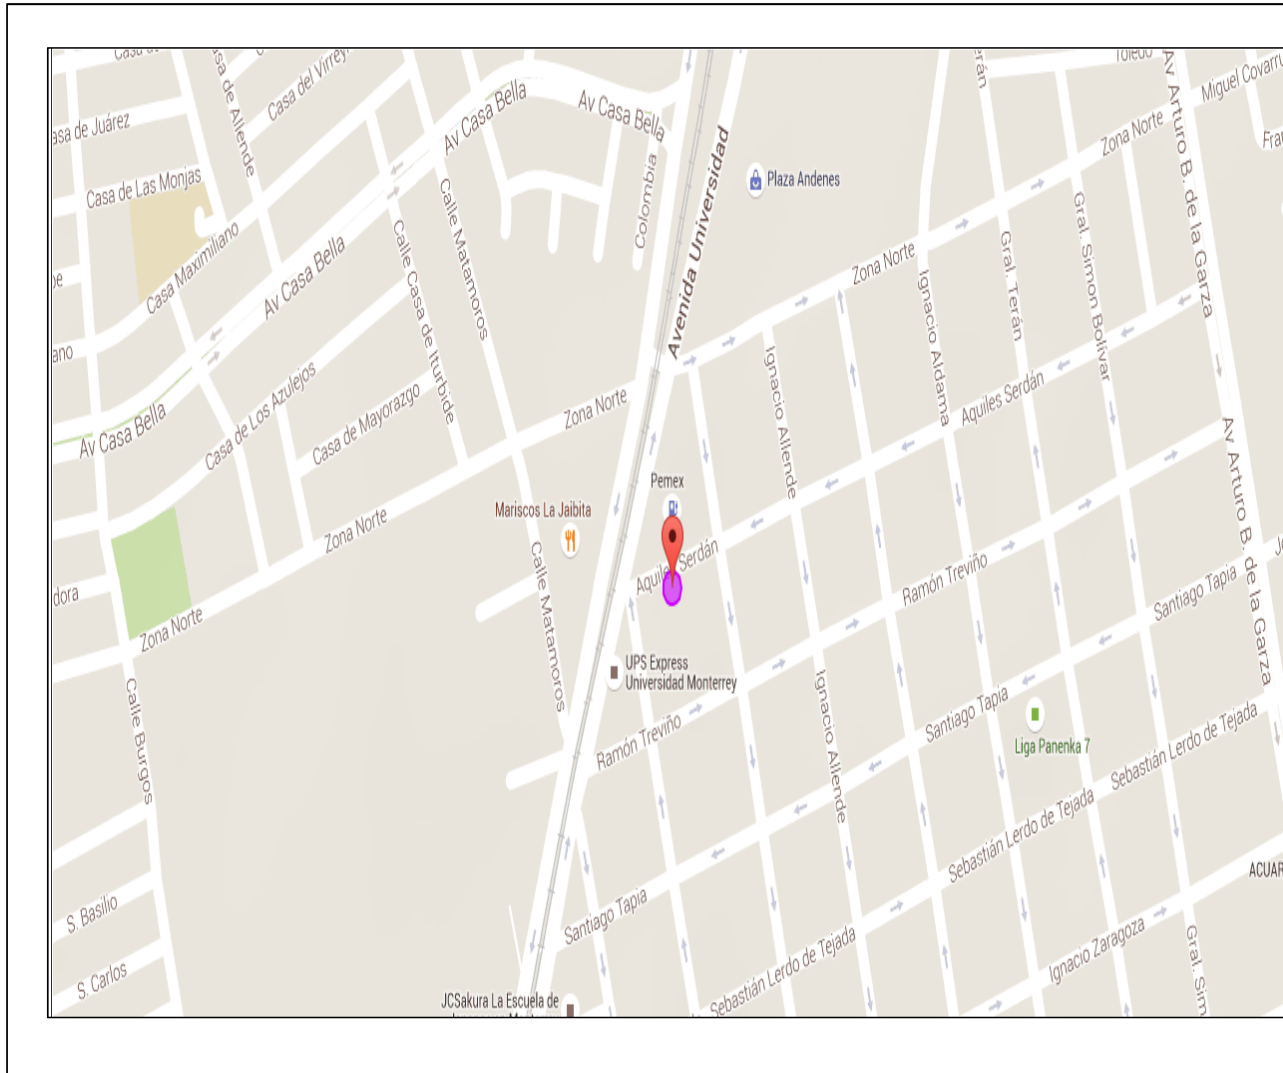 Casa del Virrey
Av Casa Bella
Av Casa Bella
Toledo
Av Arturo B. de la Garza
Miguel Covarru
Casa de Juárez
sa de Allende
Zona Norte
Casa de Las Monjas
Plaza Andenes
Colombia
Calle Matamoros
Avenida Universidad
Gral. Simon Bolívar
Casa Maximiliano
Av Casa Bella
Calle Casa de Iturbide
Zona Norte
Gral. Terán
Ignacio Aldama
ano
Ignacio Allende
Casa de Los Azulejos
Casa de Mayorazgo
Zona Norte
Aquiles Serdán
Av Casa Bella
Av Arturo B. de la Garza
Pemex
Mariscos La Jaibita
Zona Norte
Calle Matamoros
Aquiles Serdán
Ramón Treviño
Santiago Tapia
dora
Zona Norte
UPS Express
Universidad Monterrey
Calle Burgos
Ignacio Allende
Ramón Treviño
Santiago Tapia
Liga Panenka 7
Sebastián Lerdo de Tejada
Sebastián Lerdo de Tejada
ACUAR
S. Basilio
Santiago Tapia
Sebastián Lerdo de Tejada
Ignacio Zaragoza
Gral. Sim
S. Carlos
JCSakura La Escuela de